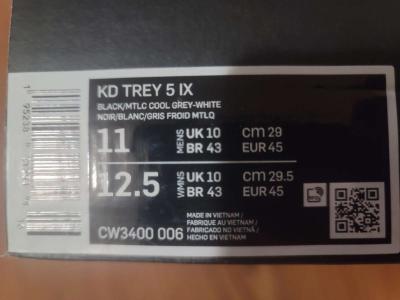 KD TREY 5 IX
BLACK/MTLC COOL GREY-WHITE
NOIR/BLANC/GRIS FROID MTLQ
11 MENS UK 10 cm 29
BR 43 EUR 45
12.5 WMNS UK 10 cm 29.5
BR 43 EUR 45
MADE IN VIETNAM /
FABRIQUE AU VIETNAM /
FABRICADO NO VIETNÃ /
HECHO EN VIETNAM
CW3400 006